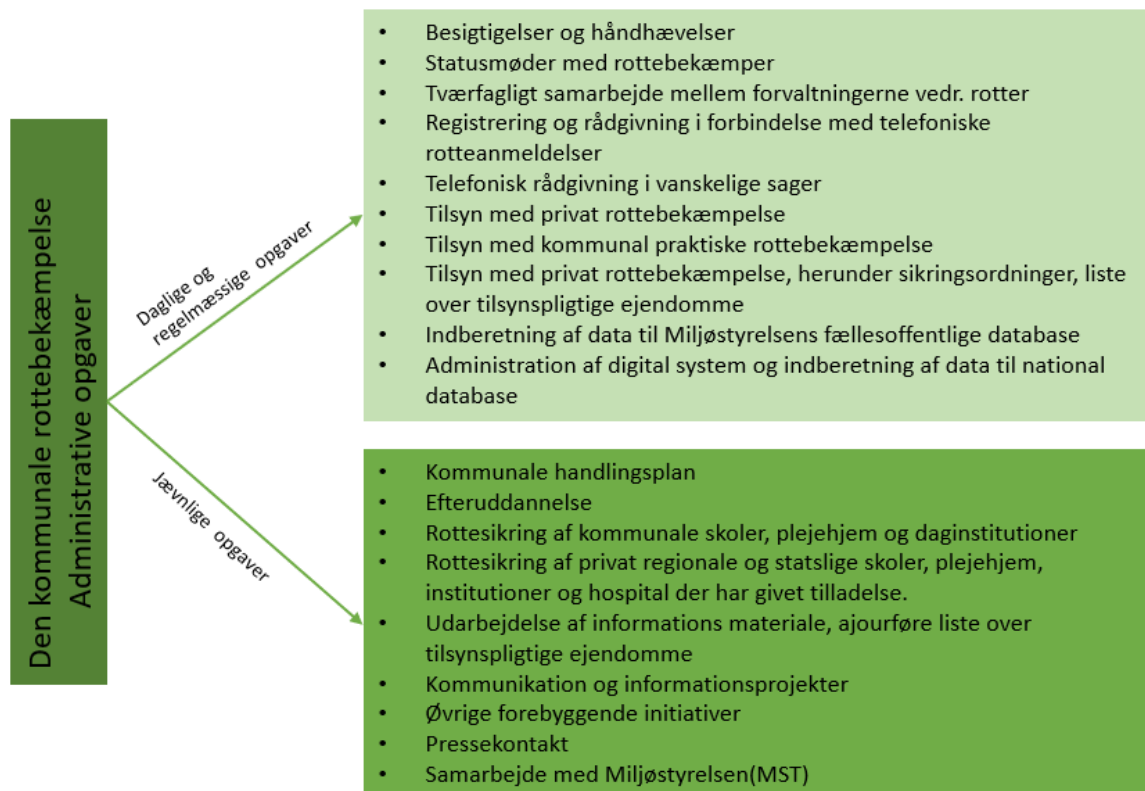 Den kommunale rottebekæmpelse
Administrative opgaver
Daglige og
regelmæssige opgaver
• Besigtigelser og håndhævelser
• Statusmøder med rottebekæmper
• Tværfagligt samarbejde mellem forvaltningerne vedr. rotter
• Registrering og rådgivning i forbindelse med telefoniske
rotteanmeldelser
• Telefonisk rådgivning i vanskelige sager
• Tilsyn med privat rottebekæmpelse
• Tilsyn med kommunal praktiske rottebekæmpelse
• Tilsyn med privat rottebekæmpelse, herunder sikringsordninger, liste
over tilsynspligtige ejendomme
• Indberetning af data til Miljøstyrelsens fællesoffentlige database
• Administration af digital system og indberetning af data til national
database
Jævnlige opgaver
• Kommunale handlingsplan
• Efteruddannelse
• Rottesikring af kommunale skoler, plejehjem og daginstitutioner
• Rottesikring af privat regionale og statslige skoler, plejehjem,
institutioner og hospital der har givet tilladelse.
• Udarbejdelse af informations materiale, ajourføre liste over
tilsynspligtige ejendomme
• Kommunikation og informationsprojekter
• Øvrige forebyggende initiativer
• Pressekontakt
• Samarbejde med Miljøstyrelsen(MST)